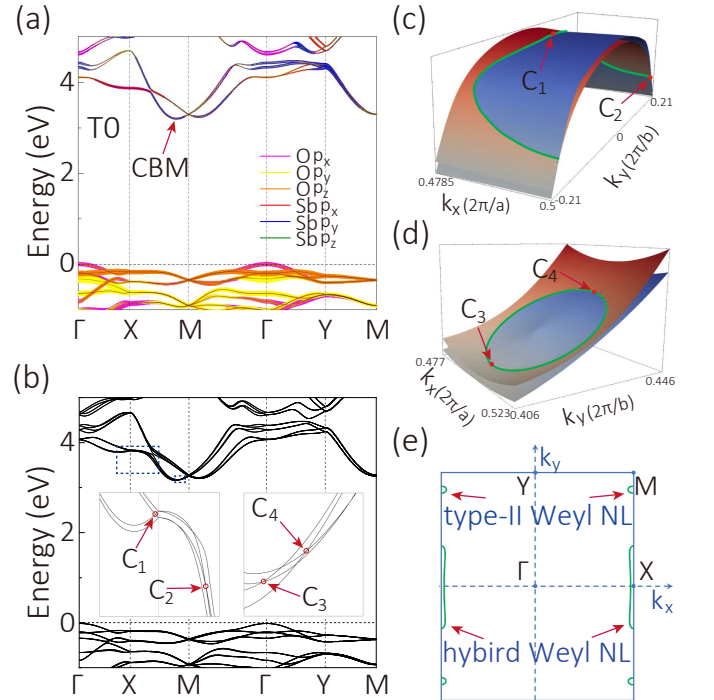 (a)
Energy (eV)
4
2
0
T0
CBM
O px
O py
O pz
Sb px
Sb py
Sb pz
Γ X M Γ Y M
(b)
Energy (eV)
4
2
0
C1
C2
C4
C3
Γ X M Γ Y M
(c)
C1
C2
0.21
0
ky (2π/b)
-0.21
0.5
kx (2π/a)
0.4785
(d)
C4
C3
0.477
kx (2π/a)
0.523
0.406
ky (2π/b)
0.446
(e)
ky
Y M
type-II Weyl NL
Γ X
kx
hybird Weyl NL